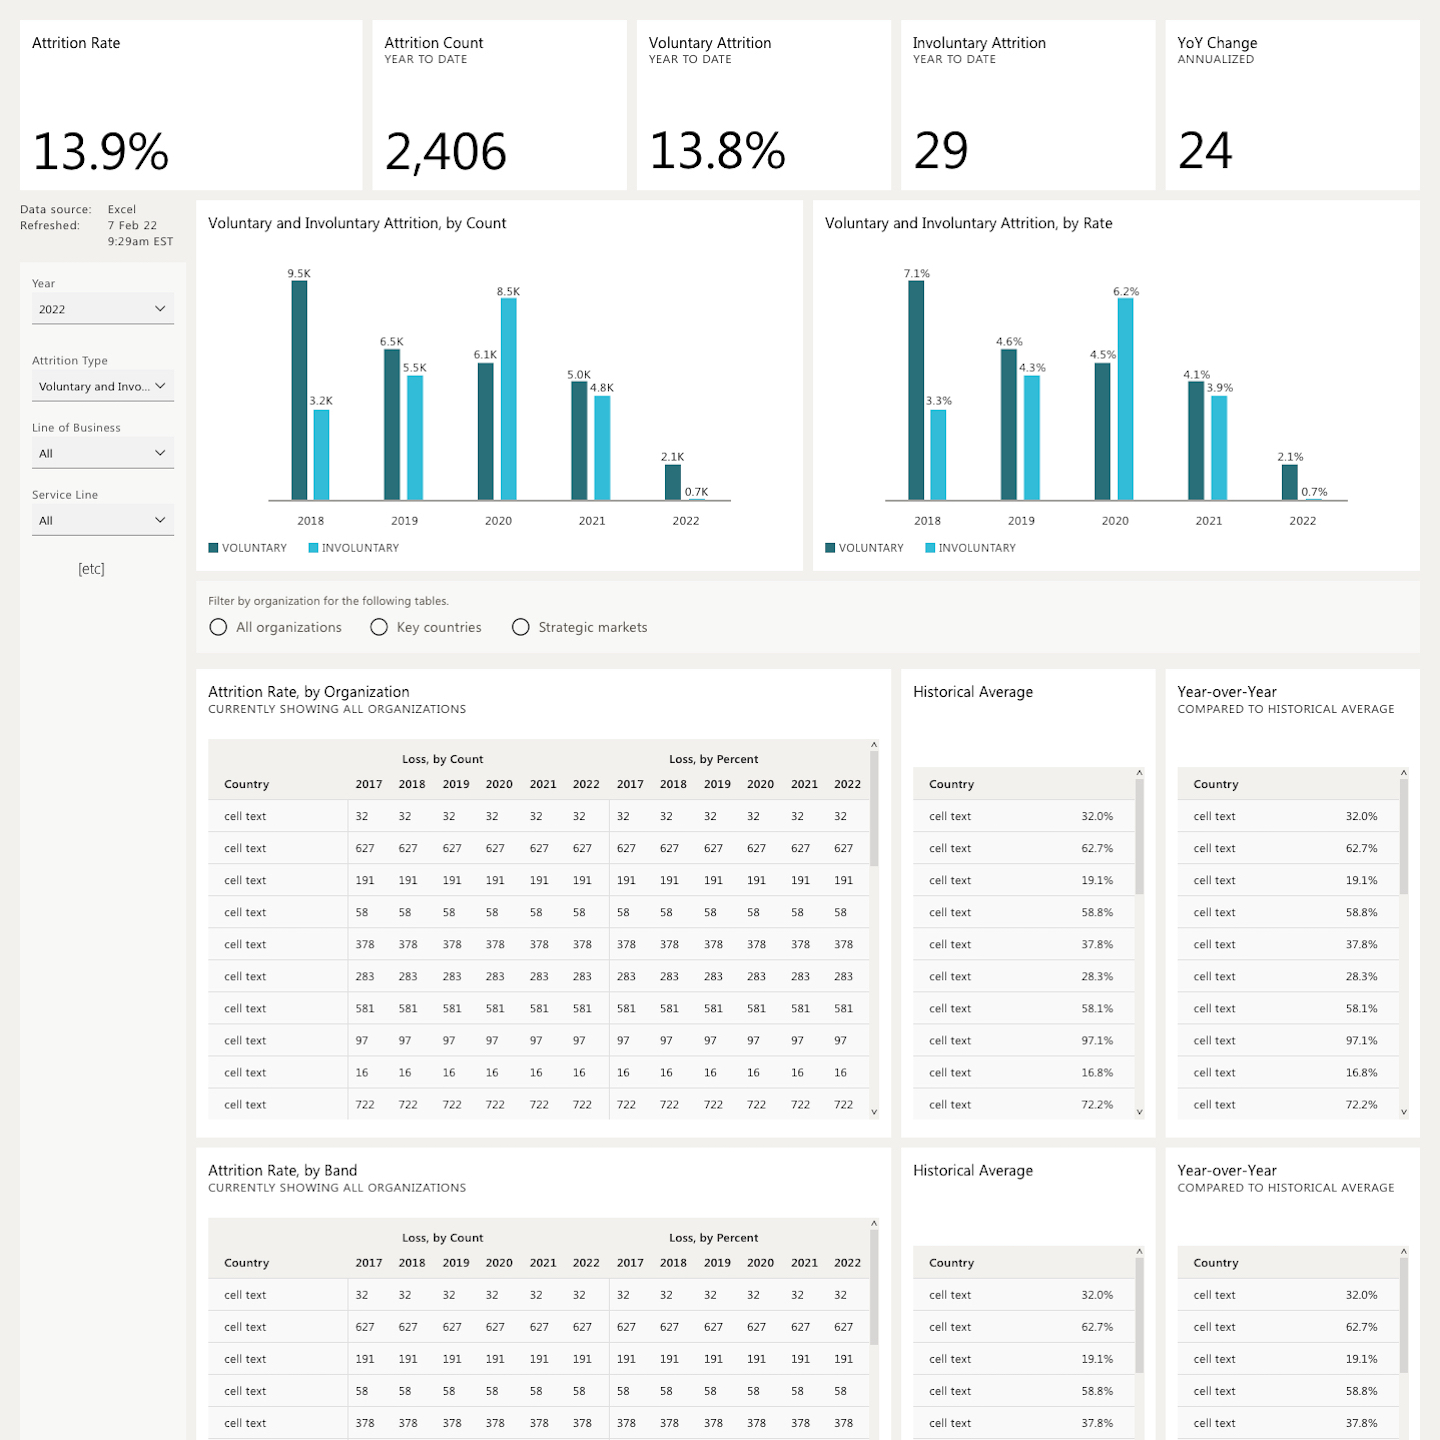 Attrition Rate
13.9%
Attrition Count
YEAR TO DATE
2,406
Voluntary Attrition
YEAR TO DATE
13.8%
Involuntary Attrition
YEAR TO DATE
29
YoY Change
ANNUALIZED
24
Data source: Excel
Refreshed: 7 Feb 22
9:29am EST
Year
2022
Attrition Type
Voluntary and Invo...
Line of Business
All
Service Line
All
[etc]
Voluntary and Involuntary Attrition, by Count
9.5K
3.2K
6.5K
5.5K
6.1K
8.5K
5.0K
4.8K
2.1K
0.7K
2018 2019 2020 2021 2022
VOLUNTARY INVOLUNTARY
Voluntary and Involuntary Attrition, by Rate
7.1%
3.3%
4.6%
4.3%
4.5%
6.2%
4.1%
3.9%
2.1%
0.7%
2018 2019 2020 2021 2022
VOLUNTARY INVOLUNTARY
Filter by organization for the following tables.
All organizations Key countries Strategic markets
Attrition Rate, by Organization
CURRENTLY SHOWING ALL ORGANIZATIONS
Loss, by Count Loss, by Percent
Country 2017 2018 2019 2020 2021 2022 2017 2018 2019 2020 2021 2022
cell text 32 32 32 32 32 32 32 32 32 32 32 32
cell text 627 627 627 627 627 627 627 627 627 627 627 627
cell text 191 191 191 191 191 191 191 191 191 191 191 191
cell text 58 58 58 58 58 58 58 58 58 58 58 58
cell text 378 378 378 378 378 378 378 378 378 378 378 378
cell text 283 283 283 283 283 283 283 283 283 283 283 283
cell text 581 581 581 581 581 581 581 581 581 581 581 581
cell text 97 97 97 97 97 97 97 97 97 97 97 97
cell text 16 16 16 16 16 16 16 16 16 16 16 16
cell text 722 722 722 722 722 722 722 722 722 722 722 722
Historical Average
Country
cell text 32.0%
cell text 62.7%
cell text 19.1%
cell text 58.8%
cell text 37.8%
cell text 28.3%
cell text 58.1%
cell text 97.1%
cell text 16.8%
cell text 72.2%
Year-over-Year
COMPARED TO HISTORICAL AVERAGE
Country
cell text 32.0%
cell text 62.7%
cell text 19.1%
cell text 58.8%
cell text 37.8%
cell text 28.3%
cell text 58.1%
cell text 97.1%
cell text 16.8%
cell text 72.2%
Attrition Rate, by Band
CURRENTLY SHOWING ALL ORGANIZATIONS
Loss, by Count Loss, by Percent
Country 2017 2018 2019 2020 2021 2022 2017 2018 2019 2020 2021 2022
cell text 32 32 32 32 32 32 32 32 32 32 32 32
cell text 627 627 627 627 627 627 627 627 627 627 627 627
cell text 191 191 191 191 191 191 191 191 191 191 191 191
cell text 58 58 58 58 58 58 58 58 58 58 58 58
cell text 378 378 378 378 378 378 378 378 378 378 378 378
Historical Average
Country
cell text 32.0%
cell text 62.7%
cell text 19.1%
cell text 58.8%
cell text 37.8%
Year-over-Year
COMPARED TO HISTORICAL AVERAGE
Country
cell text 32.0%
cell text 62.7%
cell text 19.1%
cell text 58.8%
cell text 37.8%